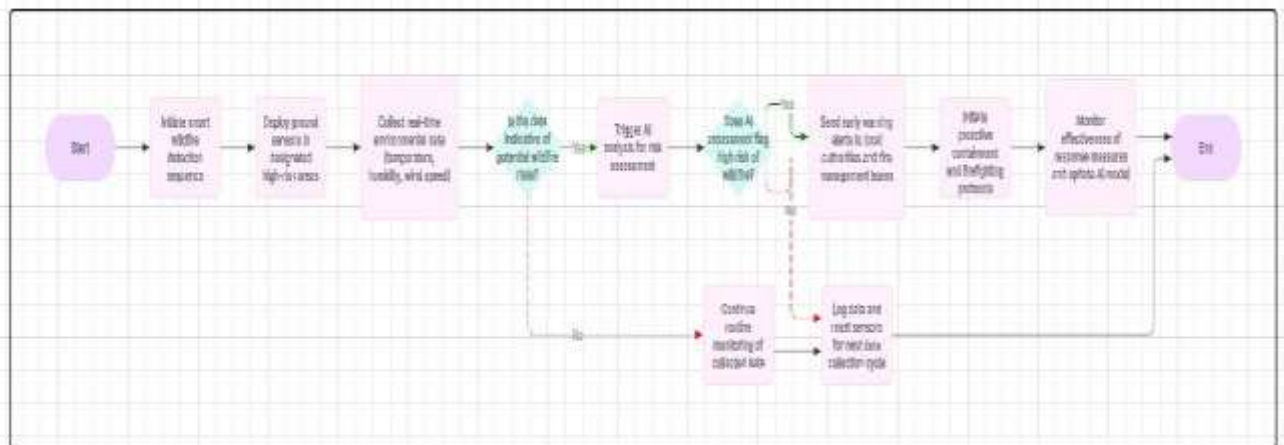 Start
Initiate smart
wildfire
detection
sequence
Deploy ground
sensors in
designated
high-risk areas
Collect real-time
environmental data
(temperature,
humidity, wind speed)
Is the data
indicative of
potential wildfire
Yes
Trigger AI
analysis for risk
assessment
Does AI
assessment flag
high risk of
wildfire?
Yes
Send early warning
alerts to local
authorities and fire
management teams
Initiate
proactive
containment
and firefighting
protocols
Monitor
effectiveness of
response measures
and update AI model
End
No
No
Continue
routine
monitoring of
collected data
Log data and
reset sensors
for next data
collection cycle